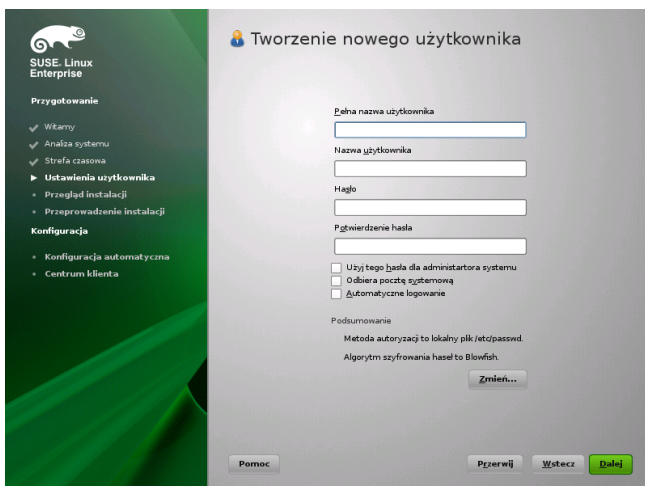 SUSE. Linux
Enterprise
Przygotowanie
Witamy
Analiza systemu
Strefa czasowa
Ustawienia użytkownika
Przegląd instalacji
Przeprowadzenie instalacji
Konfiguracja
Konfiguracja automatyczna
Centrum klienta
Tworzenie nowego użytkownika
Pełna nazwa użytkownika
Nazwa użytkownika
Hasło
Potwierdzenie hasła
Użyj tego hasła dla administartora systemu
Odbiera pocztę systemową
Automatyczne logowanie
Podsumowanie
Metoda autoryzacji to lokalny plik /etc/passwd.
Algorytm szyfrowania haseł to Blowfish.
Zmień...
Pomoc
Przerwij
Wstecz
Dalej